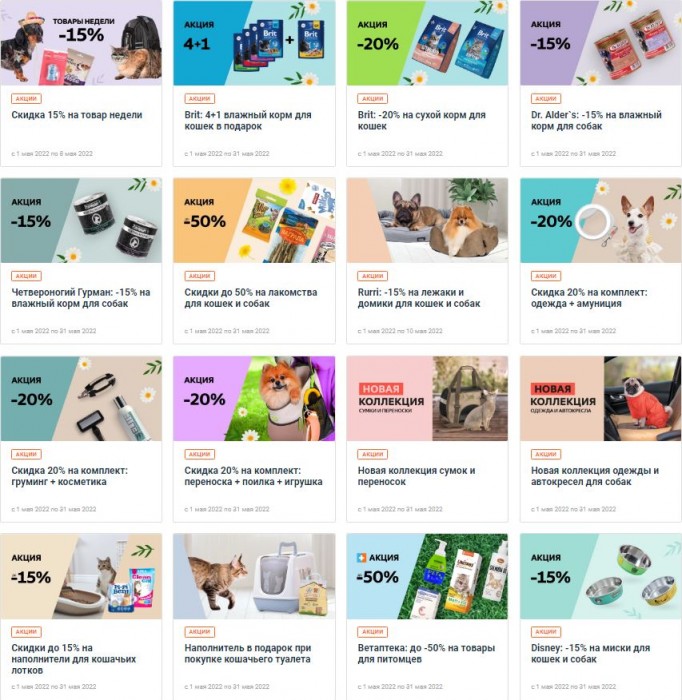 ТОВАРЫ НЕДЕЛИ
-15%
АКЦИИ
Скидка 15% на товар недели
с 1 мая 2022 по 8 мая 2022
АКЦИЯ
4+1
Brit
+
АКЦИИ
Brit: 4+1 влажный корм для
кошек в подарок
с 1 мая 2022 по 31 мая 2022
АКЦИЯ
-20%
Brit
Brit
АКЦИИ
Brit: -20% на сухой корм для
кошек
с 1 мая 2022 по 31 мая 2022
АКЦИЯ
-15%
АКЦИИ
Dr. Alder`s: -15% на влажный
корм для собак
с 1 мая 2022 по 31 мая 2022
АКЦИЯ
-15%
АКЦИИ
Четвероногий Гурман: -15% на
влажный корм для собак
с 1 мая 2022 по 31 мая 2022
АКЦИЯ
-50%
АКЦИИ
Скидки до 50% на лакомства
для кошек и собак
с 1 мая 2022 по 31 мая 2022
АКЦИИ
Rurri: -15% на лежаки и
домики для кошек и собак
с 1 мая 2022 по 10 мая 2022
АКЦИЯ
-20%
АКЦИИ
Скидка 20% на комплект:
одежда + амуниция
с 1 мая 2022 по 31 мая 2022
АКЦИЯ
-20%
АКЦИИ
Скидка 20% на комплект:
груминг + косметика
с 1 мая 2022 по 31 мая 2022
АКЦИЯ
-20%
АКЦИИ
Скидка 20% на комплект:
переноска + поилка + игрушка
с 1 мая 2022 по 31 мая 2022
НОВАЯ
КОЛЛЕКЦИЯ
СУМКИ И ПЕРЕНОСКИ
АКЦИИ
Новая коллекция сумок и
переносок
с 1 мая 2022 по 31 мая 2022
НОВАЯ
КОЛЛЕКЦИЯ
ОДЕЖДА И АВТОКРЕСЛА
АКЦИИ
Новая коллекция одежды и
автокресел для собак
с 1 мая 2022 по 31 мая 2022
АКЦИЯ
-15%
АКЦИИ
Скидки до 15% на
наполнители для кошачьих
лотков
с 1 мая 2022 по 31 мая 2022
АКЦИИ
Наполнитель в подарок при
покупке кошачьего туалета
с 1 мая 2022 по 31 мая 2022
АКЦИЯ
-50%
АКЦИИ
Ветаптека: до -50% на товары
для питомцев
с 1 мая 2022 по 31 мая 2022
АКЦИЯ
-15%
АКЦИИ
Disney: -15% на миски для
кошек и собак
с 1 мая 2022 по 31 мая 2022